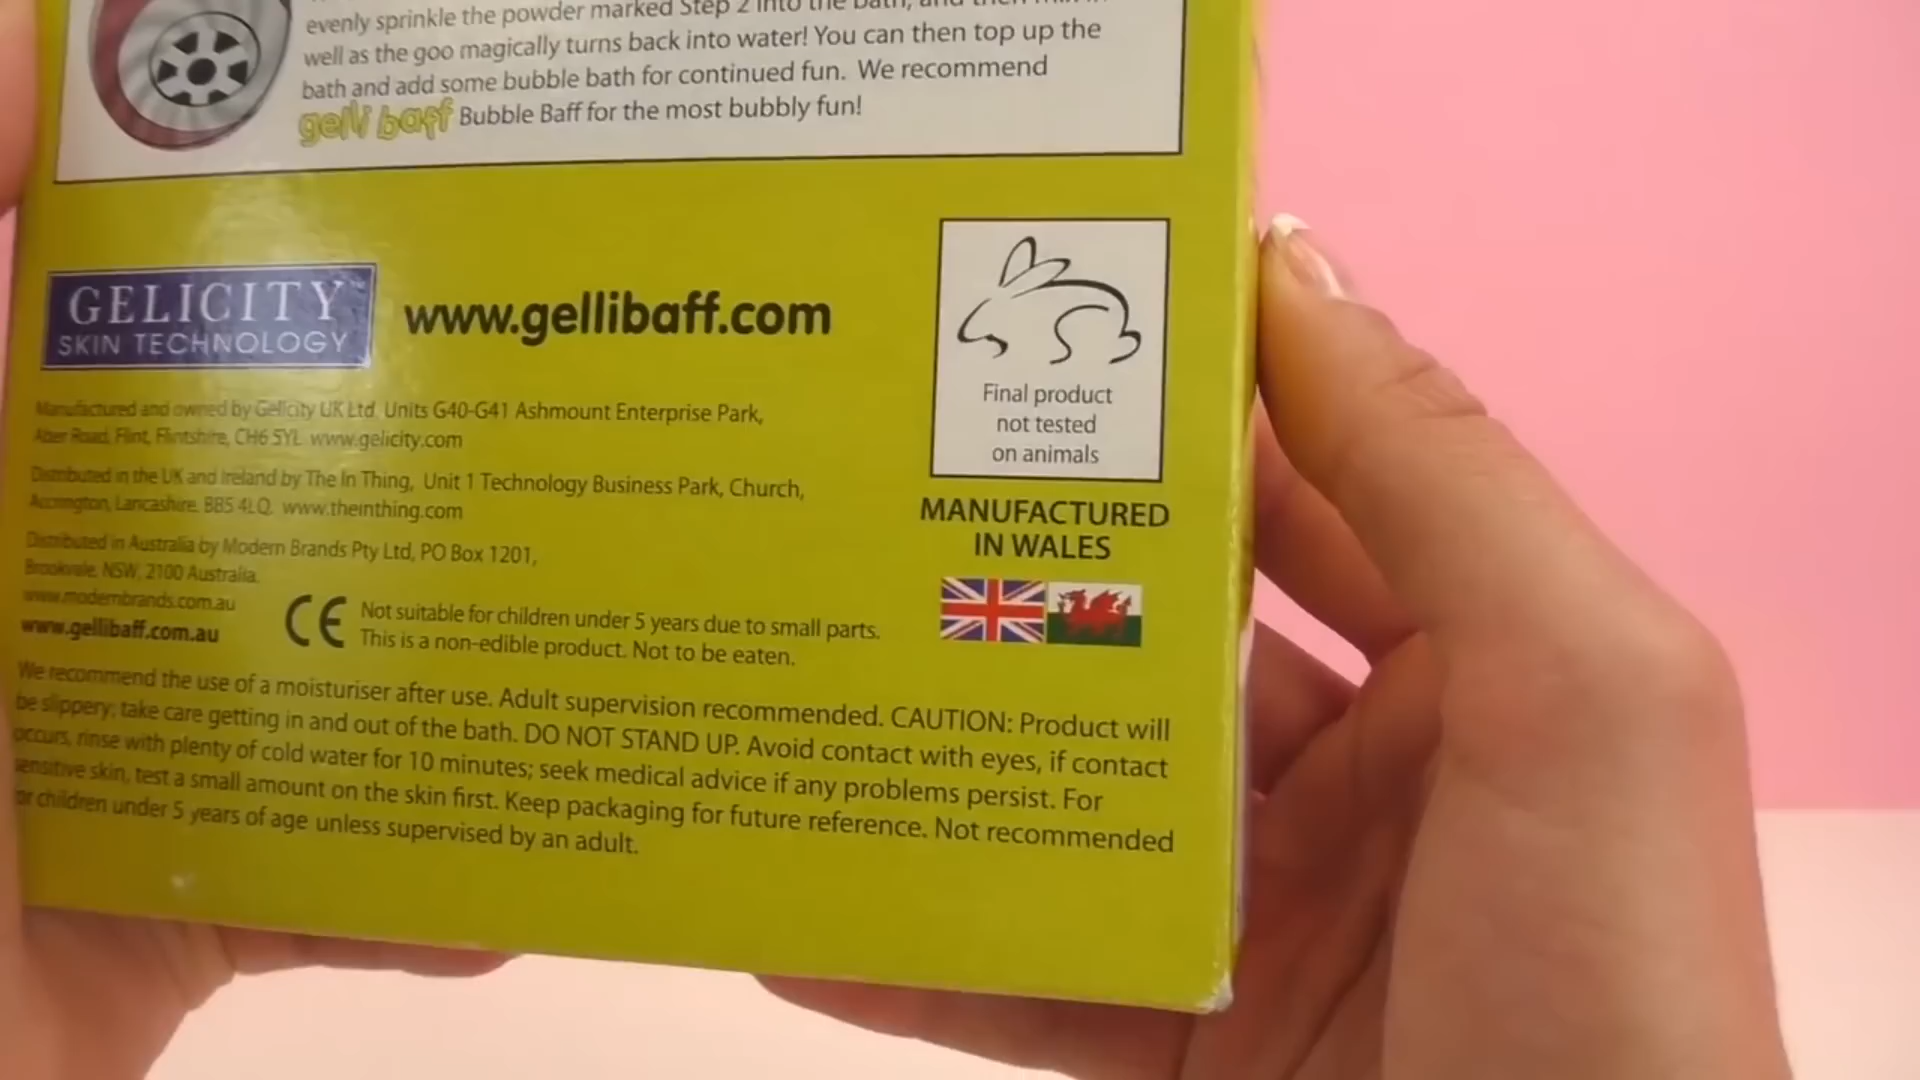 evenly sprinkle the powder marked Step 2 into the bath, and then
well as the goo magically turns back into water! You can then top up the
bath and add some bubble bath for continued fun. We recommend
gelli baff Bubble Baff for the most bubbly fun!
GELICITY™
SKIN TECHNOLOGY
www.gellibaff.com
Final product
not tested
on animals
MANUFACTURED
IN WALES
Manufactured and owned by Gelicity UK Ltd, Units G40-G41 Ashmount Enterprise Park,
Aber Road, Flint, Flintshire, CH6 5YL www.gelicity.com
Distributed in the UK and Ireland by The In Thing, Unit 1 Technology Business Park, Church,
Accrington, Lancashire, BB5 4LQ. www.theinthing.com
Distributed in Australia by Modern Brands Pty Ltd, PO Box 1201,
Brookvale, NSW, 2100 Australia.
www.modernbrands.com.au
www.gellibaff.com.au
CE
Not suitable for children under 5 years due to small parts.
This is a non-edible product. Not to be eaten.
We recommend the use of a moisturiser after use. Adult supervision recommended. CAUTION: Product will
be slippery; take care getting in and out of the bath. DO NOT STAND UP. Avoid contact with eyes, if contact
occurs, rinse with plenty of cold water for 10 minutes; seek medical advice if any problems persist. For
sensitive skin, test a small amount on the skin first. Keep packaging for future reference. Not recommended
or children under 5 years of age unless supervised by an adult.